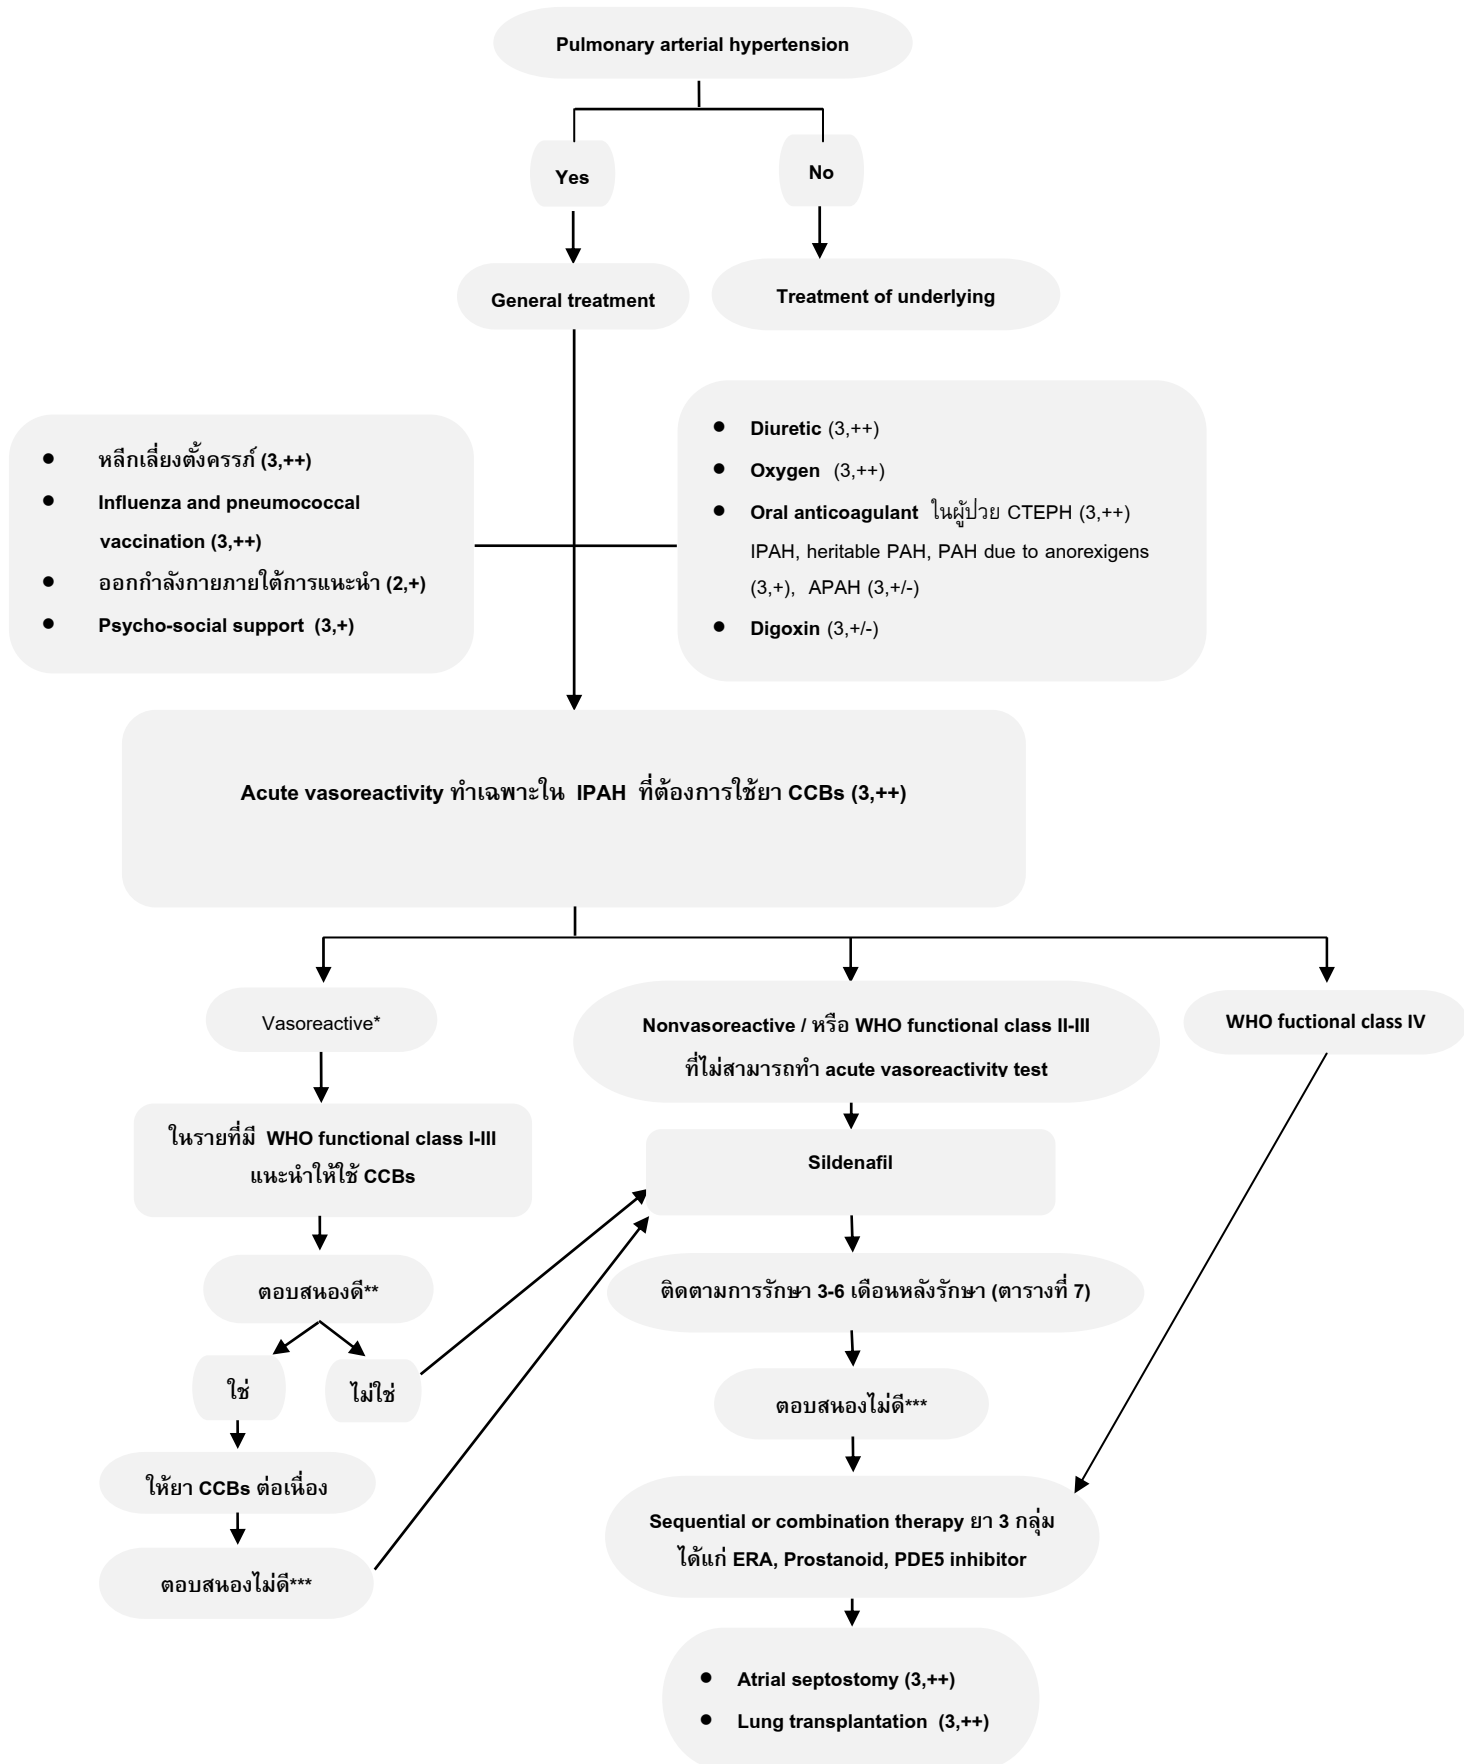 Pulmonary arterial hypertension
Yes
No
General treatment
Treatment of underlying
● หลีกเลี่ยงตั้งครรภ์ (3,++)
● Influenza and pneumococcal
vaccination (3,++)
● ออกกำลังกายภายใต้การแหะนำ (2,+)
● Psycho-social support (3,+)
● Diuretic (3,++)
● Oxygen (3,++)
● Oral anticoagulant ในผู้ป่วย CTEPH (3,++)
IPAH, heritable PAH, PAH due to anorexigens
(3,+), APAH (3,+/-)
● Digoxin (3,+/-)
Acute vasoreactivity ทำเฉพาะใน IPAH ที่ต้องการใช้ยา CCBs (3,++)
Vasoreactive*
Nonvasoreactive / หรือ WHO functional class II-III
ที่ไม่สามารถทำ acute vasoreactivity test
WHO fuctional class IV
ในรายที่มี WHO functional class I-III
แนะนำให้ใช้ CCBs
Sildenafil
ตอบสนองดี**
ติดตามการรักษา 3-6 เดือนหลังรักษา (ตารางที่ 7)
ใช่
ไม่ใช่
ตอบสนองไม่ดี***
ให้ยา CCBs ต่อเนื่อง
Sequential or combination therapy ยา 3 กลุ่ม
ได้แก่ ERA, Prostanoid, PDE5 inhibitor
ตอบสนองไม่ดี***
● Atrial septostomy (3,++)
● Lung transplantation (3,++)